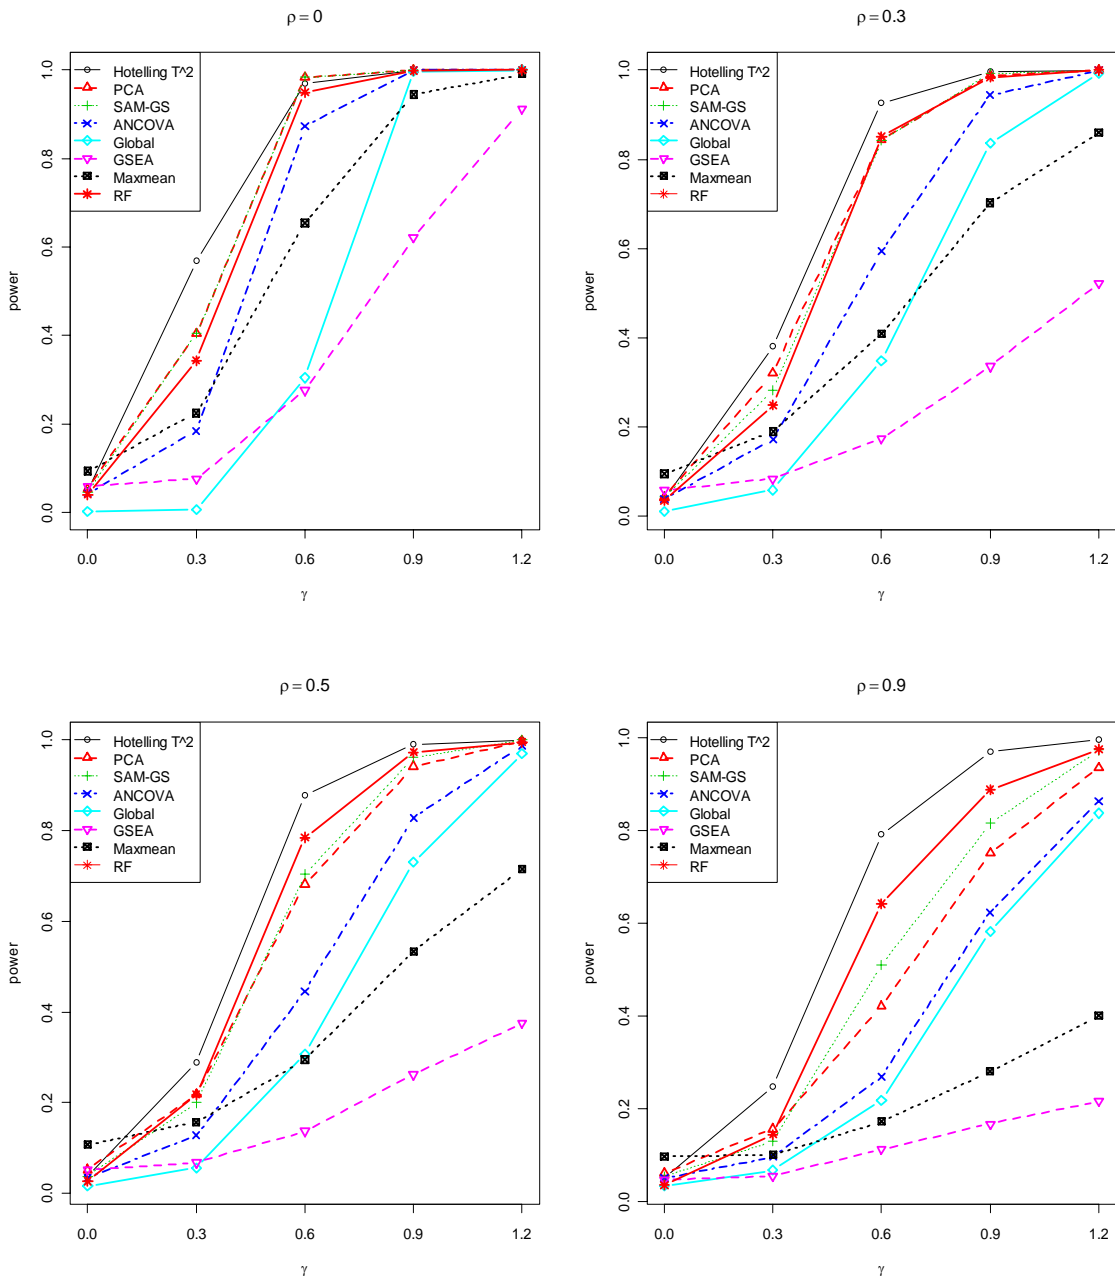 ρ = 0
Hotelling T^2
PCA
SAM-GS
ANCOVA
Global
GSEA
Maxmean
RF
power
0.0 0.2 0.4 0.6 0.8 1.0
0.0 0.3 0.6 0.9 1.2
γ
ρ = 0.3
Hotelling T^2
PCA
SAM-GS
ANCOVA
Global
GSEA
Maxmean
RF
power
0.0 0.2 0.4 0.6 0.8 1.0
0.0 0.3 0.6 0.9 1.2
γ
ρ = 0.5
Hotelling T^2
PCA
SAM-GS
ANCOVA
Global
GSEA
Maxmean
RF
power
0.0 0.2 0.4 0.6 0.8 1.0
0.0 0.3 0.6 0.9 1.2
γ
ρ = 0.9
Hotelling T^2
PCA
SAM-GS
ANCOVA
Global
GSEA
Maxmean
RF
power
0.0 0.2 0.4 0.6 0.8 1.0
0.0 0.3 0.6 0.9 1.2
γ